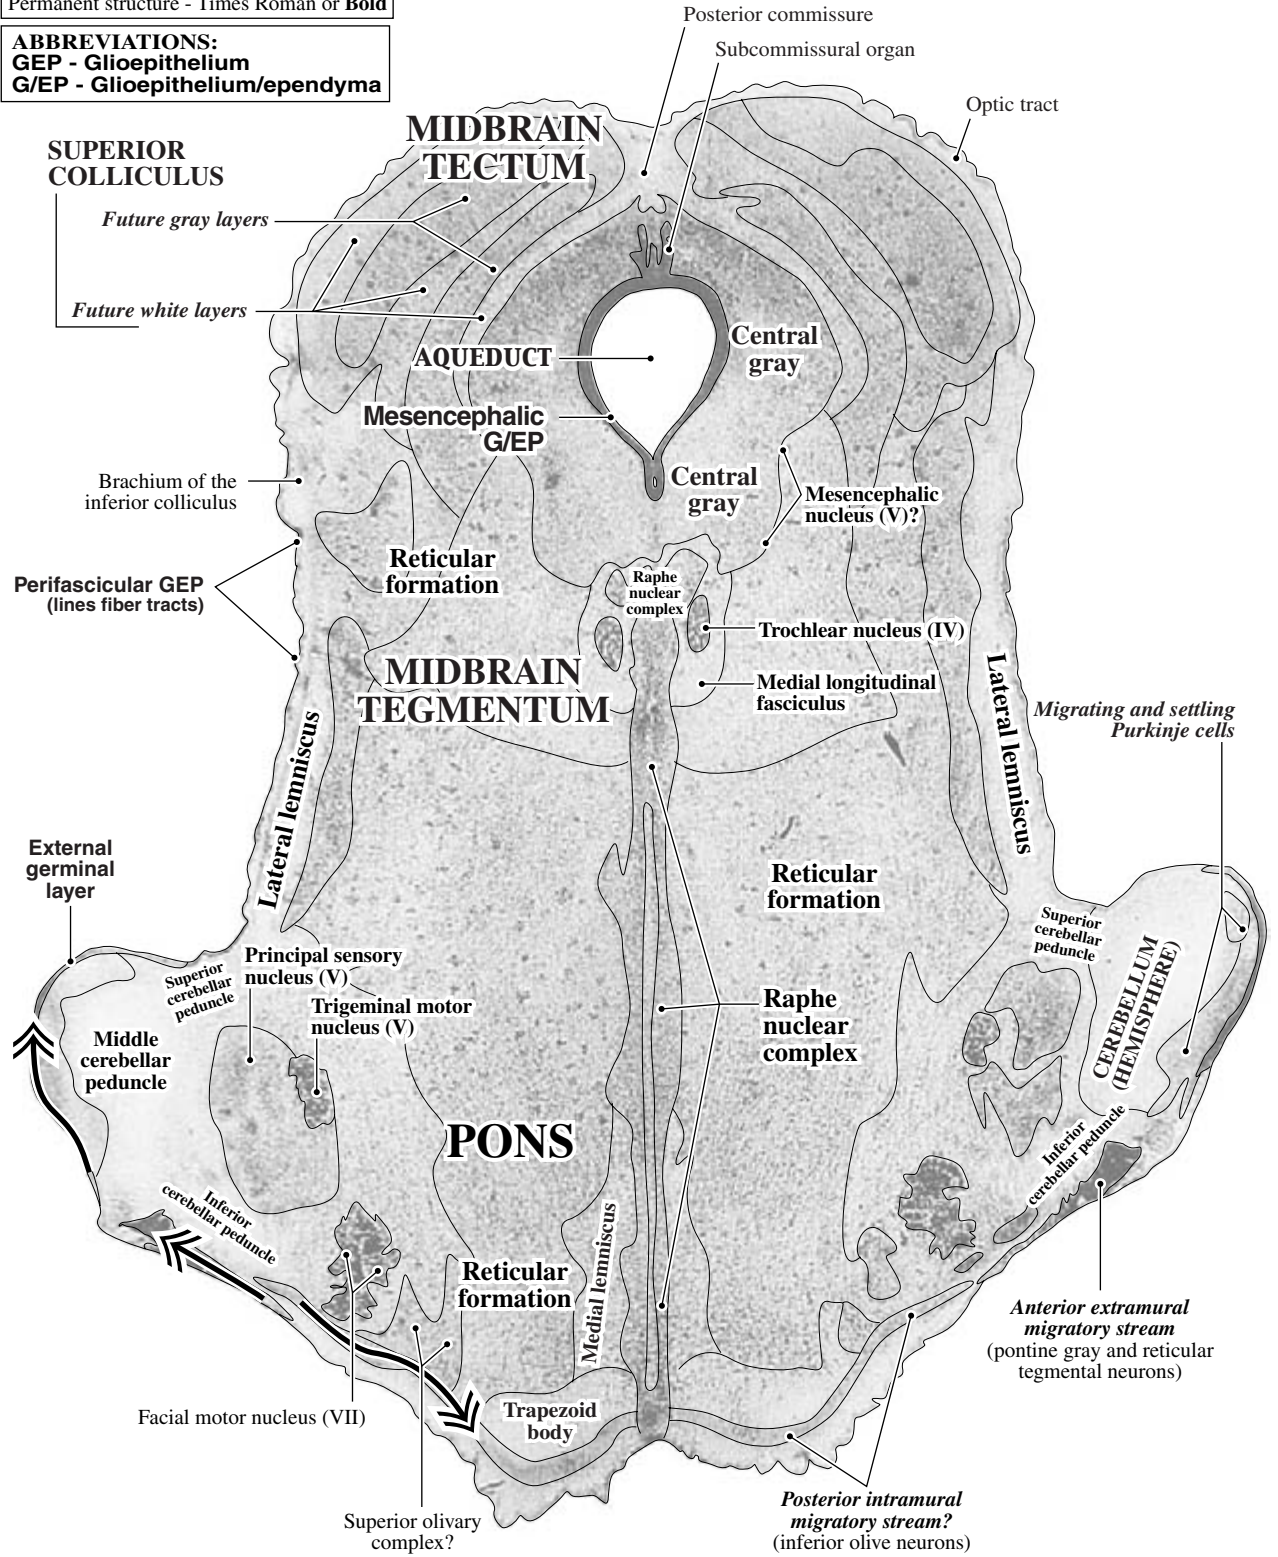 Permanent structure - Times Roman or Bold
ABBREVIATIONS:
GEP - Glioepithelium
G/EP - Glioepithelium/ependyma
Posterior commissure
Subcommissural organ
Optic tract
MIDBRAIN
TECTUM
SUPERIOR
COLLICULUS
Future gray layers
Future white layers
AQUEDUCT
Central
gray
Mesencephalic
G/EP
Central
gray
Brachium of the
inferior colliculus
Mesencephalic
nucleus (V)?
Reticular
formation
Raphe
nuclear
complex
Perifascicular GEP
(lines fiber tracts)
Trochlear nucleus (IV)
MIDBRAIN
TEGMENTUM
Medial longitudinal
fasciculus
Lateral lemniscus
Lateral lemniscus
Migrating and settling
Purkinje cells
External
germinal
layer
Reticular
formation
Superior
cerebellar
peduncle
CEREBELLUM
(HEMISPHERE)
Principal sensory
nucleus (V)
Superior
cerebellar
peduncle
Trigeminal motor
nucleus (V)
Raphe
nuclear
complex
Middle
cerebellar
peduncle
PONS
Inferior
cerebellar peduncle
Inferior
cerebellar peduncle
Medial lemniscus
Reticular
formation
Anterior extramural
migratory stream
(pontine gray and reticular
tegmental neurons)
Facial motor nucleus (VII)
Trapezoid
body
Superior olivary
complex?
Posterior intramural
migratory stream?
(inferior olive neurons)